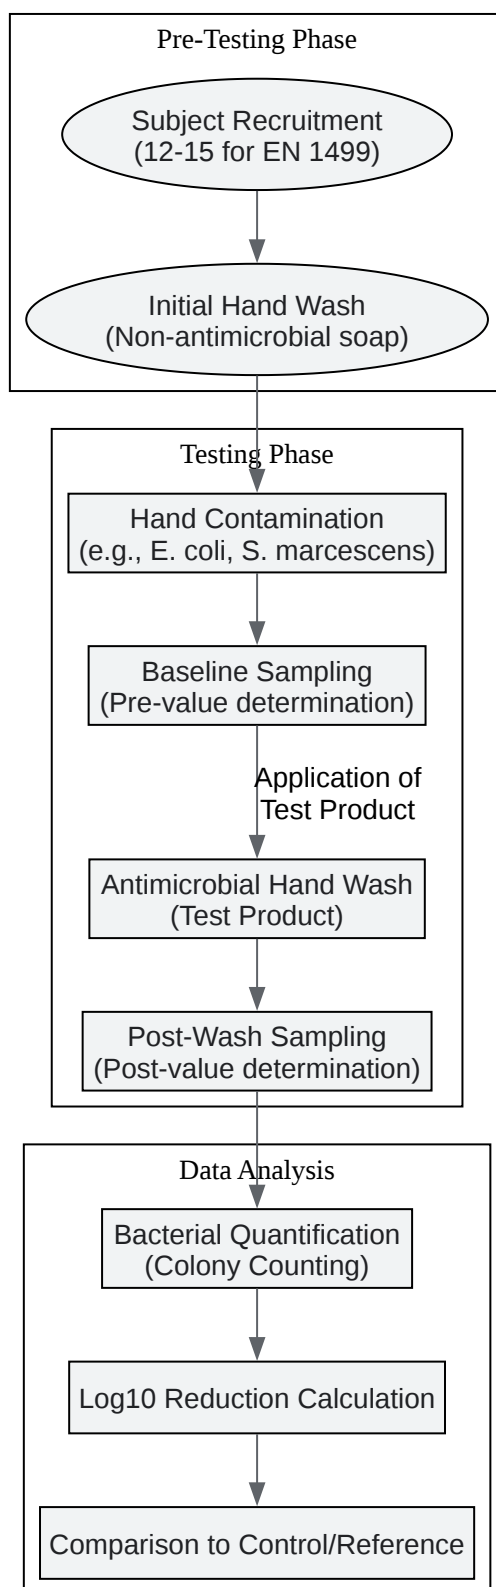 Pre-Testing Phase
Subject Recruitment
(12-15 for EN 1499)
Initial Hand Wash
(Non-antimicrobial soap)
Testing Phase
Hand Contamination
(e.g., E. coli, S. marcescens)
Baseline Sampling
(Pre-value determination)
Application of
Test Product
Antimicrobial Hand Wash
(Test Product)
Post-Wash Sampling
(Post-value determination)
Data Analysis
Bacterial Quantification
(Colony Counting)
Log10 Reduction Calculation
Comparison to Control/Reference